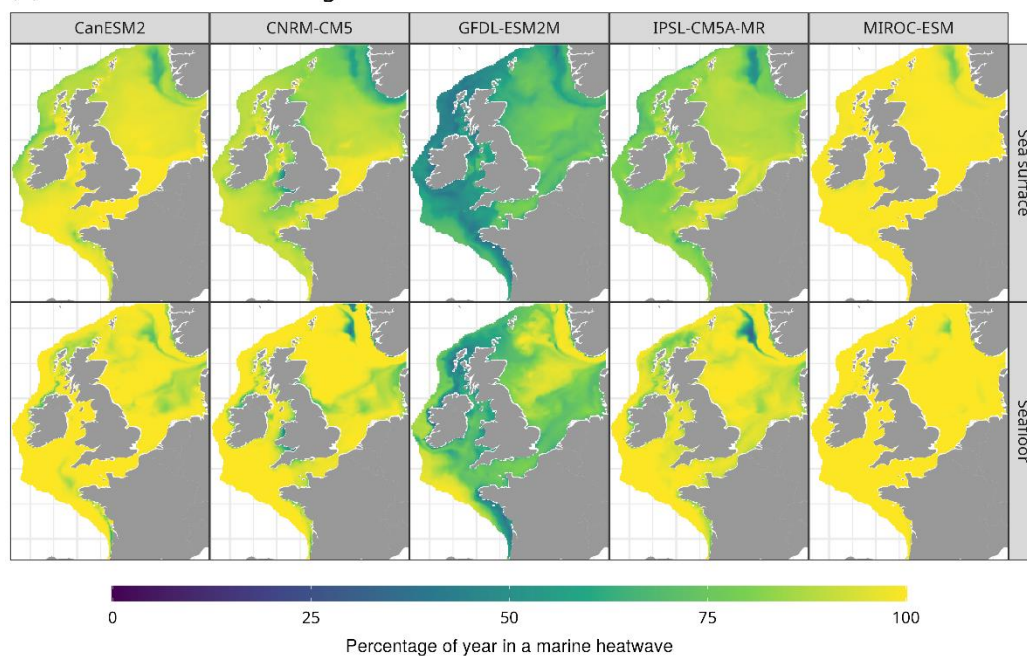 CanESM2 CNRM-CM5 GFDL-ESM2M IPSL-CM5A-MR MIROC-ESM
Sea surface
Seafloor
0 25 50 75 100
Percentage of year in a marine heatwave